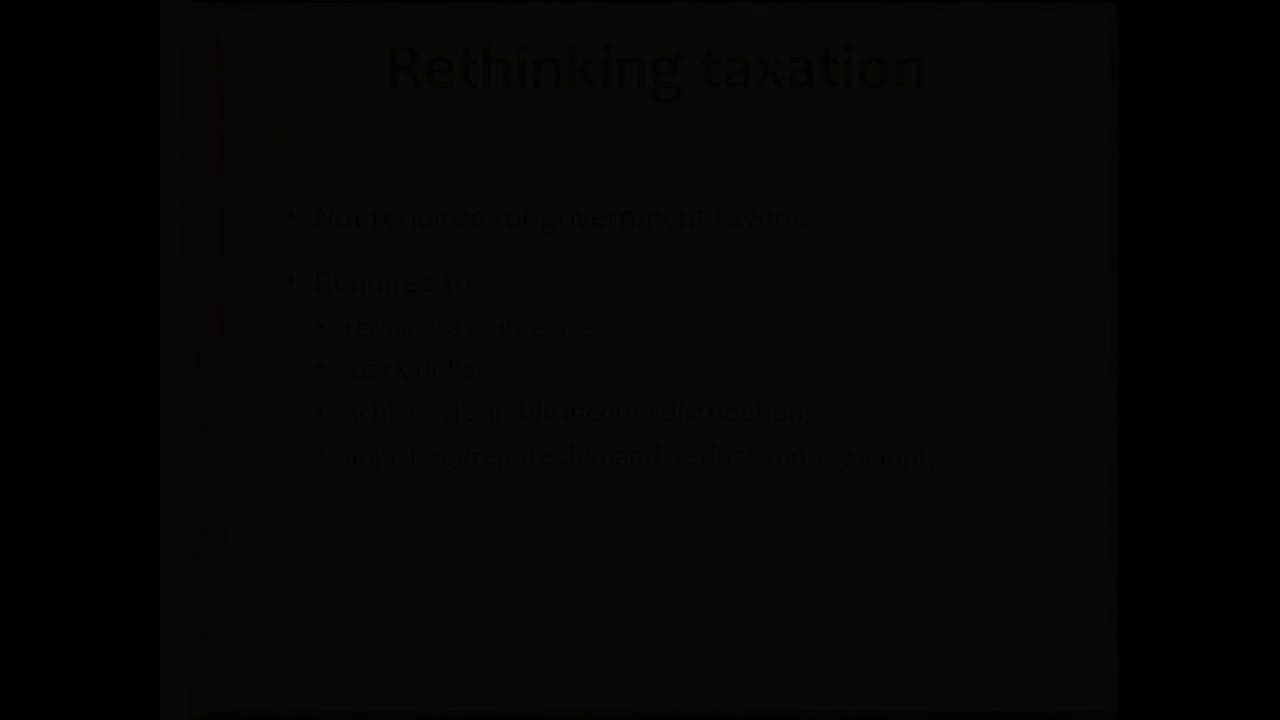 Rethinking taxation
• Not required for government revenue
• Required to:
• reduce resource use
• back dollar
• achieve desirable income distribution
• adjust aggregate demand, reduce money supply